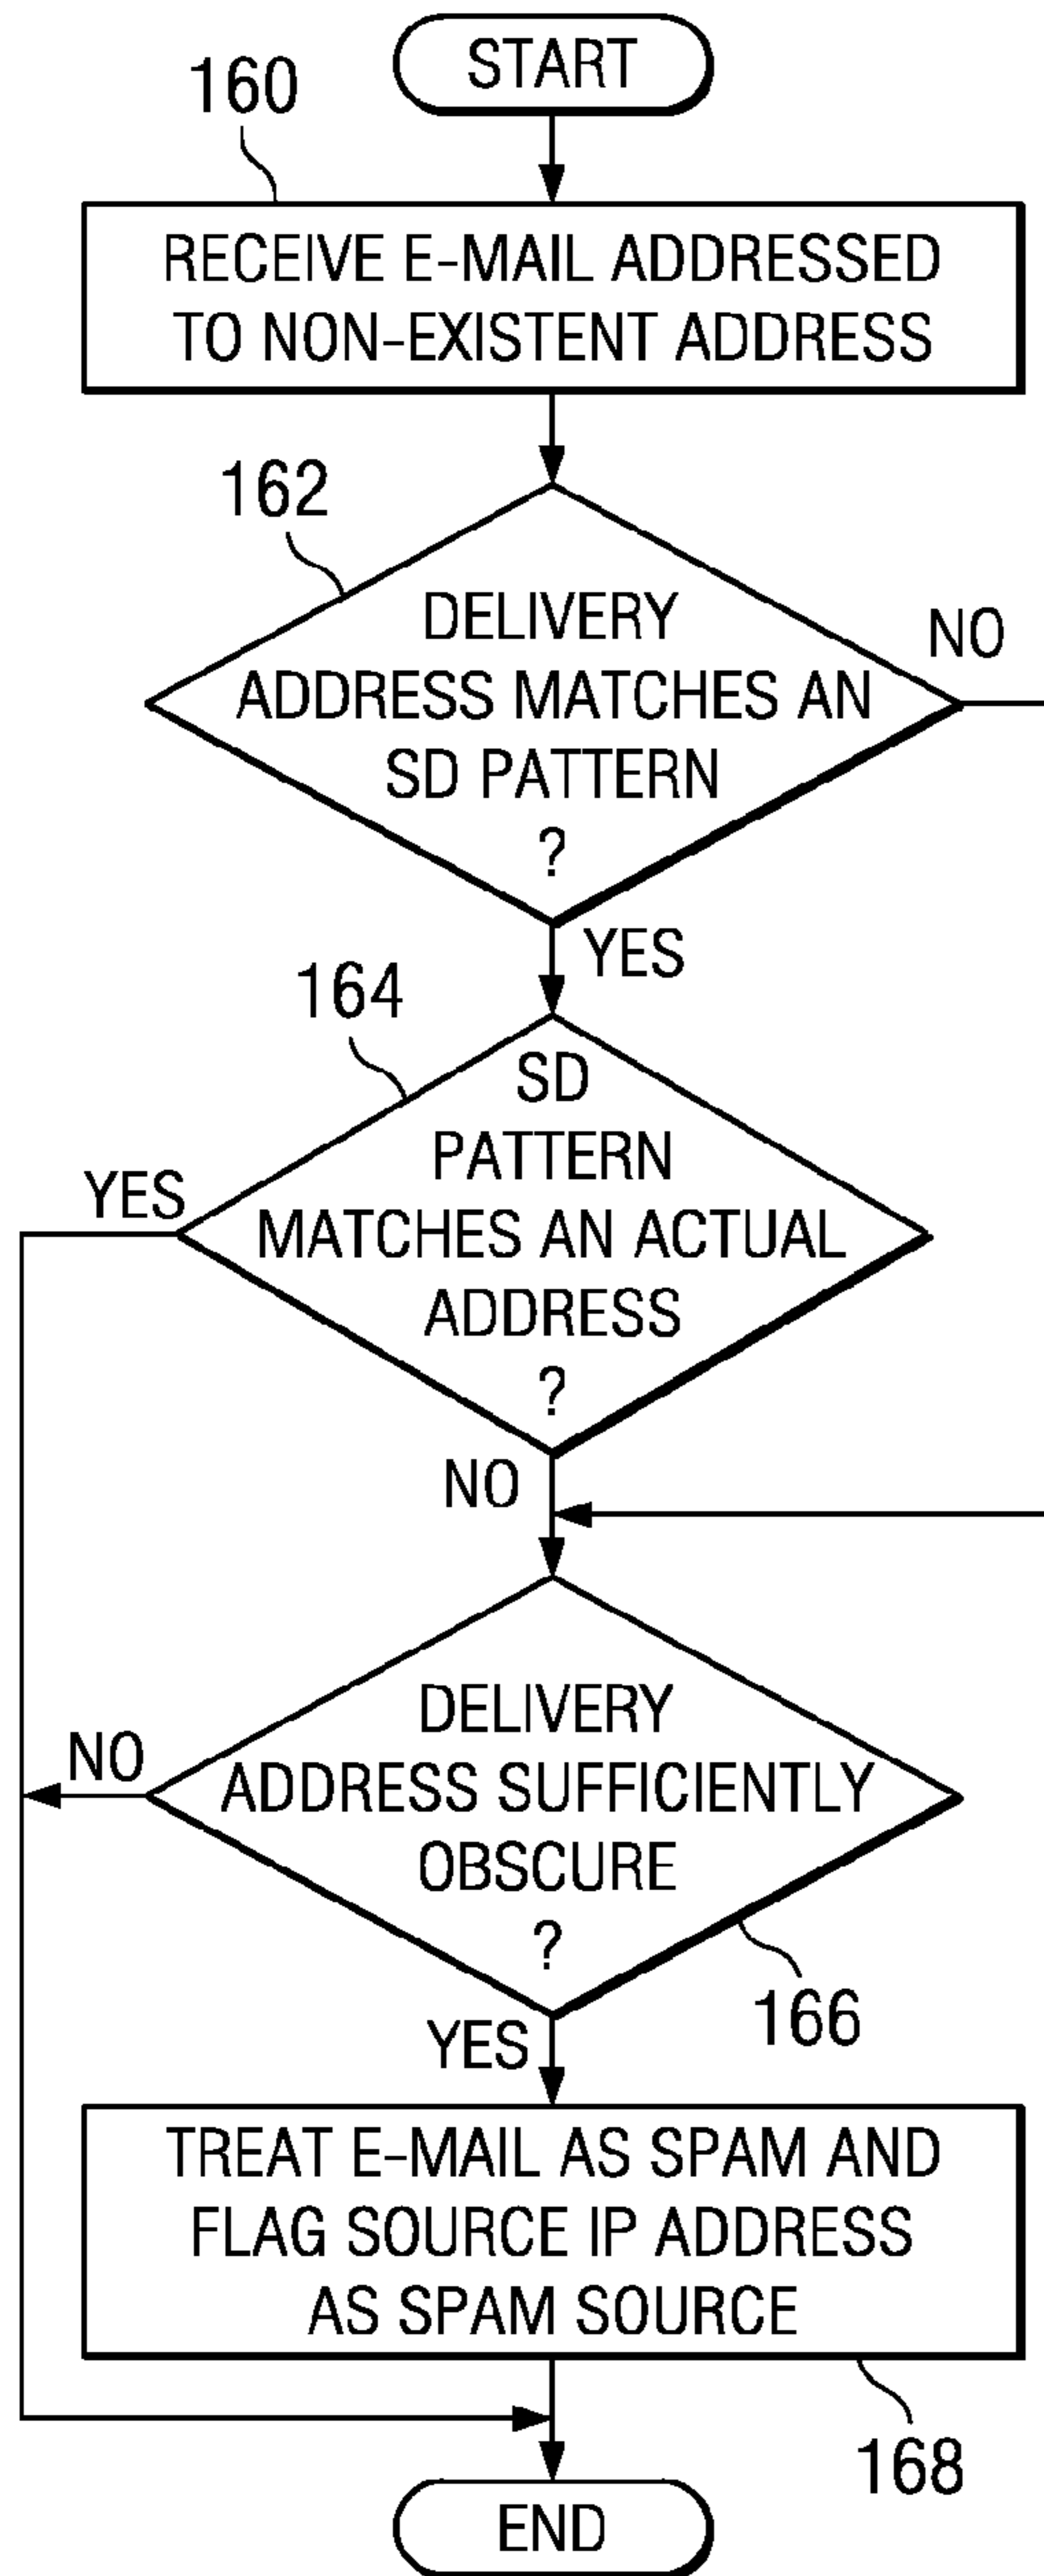 START
160
RECEIVE E-MAIL ADDRESSED
TO NON-EXISTENT ADDRESS
162
DELIVERY
ADDRESS MATCHES AN
SD PATTERN
?
NO
YES
164
SD
PATTERN
MATCHES AN ACTUAL
ADDRESS
?
YES
NO
DELIVERY
ADDRESS SUFFICIENTLY
OBSCURE
?
NO
166
YES
TREAT E-MAIL AS SPAM AND
FLAG SOURCE IP ADDRESS
AS SPAM SOURCE
168
END